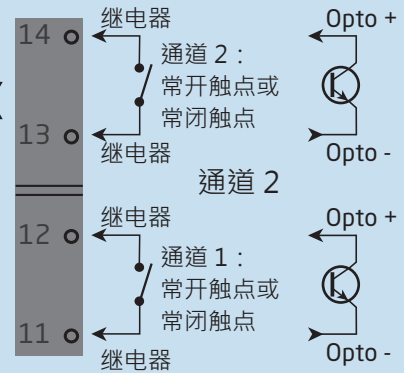 14
继电器
Opto +
通道 2：
常开触点或
常闭触点
13
继电器
Opto -
通道 2
12
继电器
Opto +
通道 1：
常开触点或
常闭触点
11
继电器
Opto -